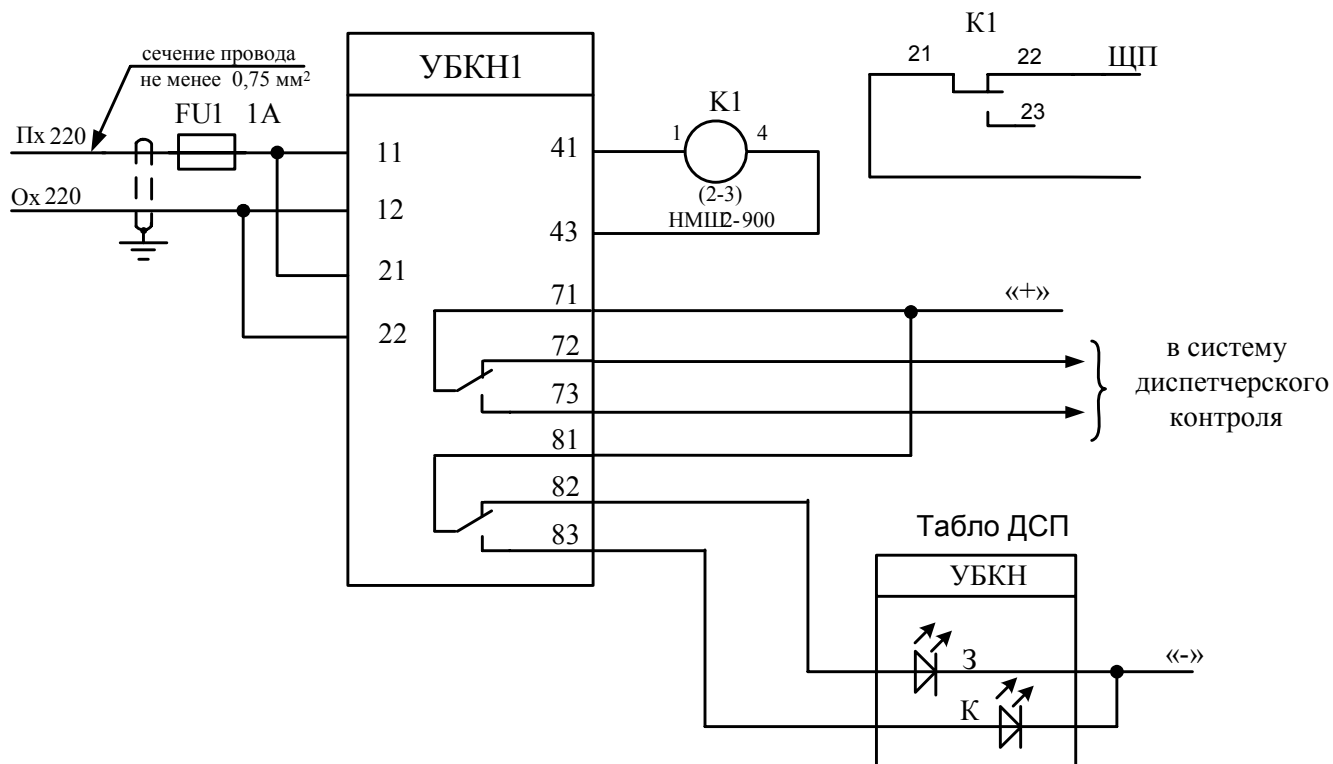 сечение провода
не менее 0,75 мм²
FU1 1А
Пх 220
Ох 220
УБКН1
11
12
21
22
41
43
71
72
73
81
82
83
К1
1
4
(2-3)
НМШ2-900
К1
21
22
ЩП
23
«+»
в систему
диспетчерского
контроля
Табло ДСП
УБКН
З
К
«-»